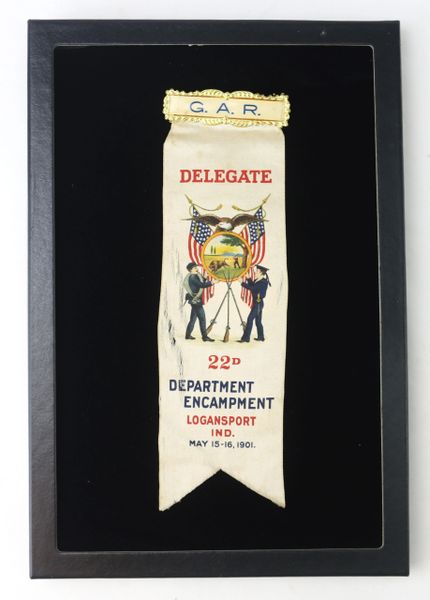 G. A. R.
DELEGATE
22D
DEPARTMENT
ENCAMPMENT
LOGANSPORT
IND.
MAY 15-16, 1901.